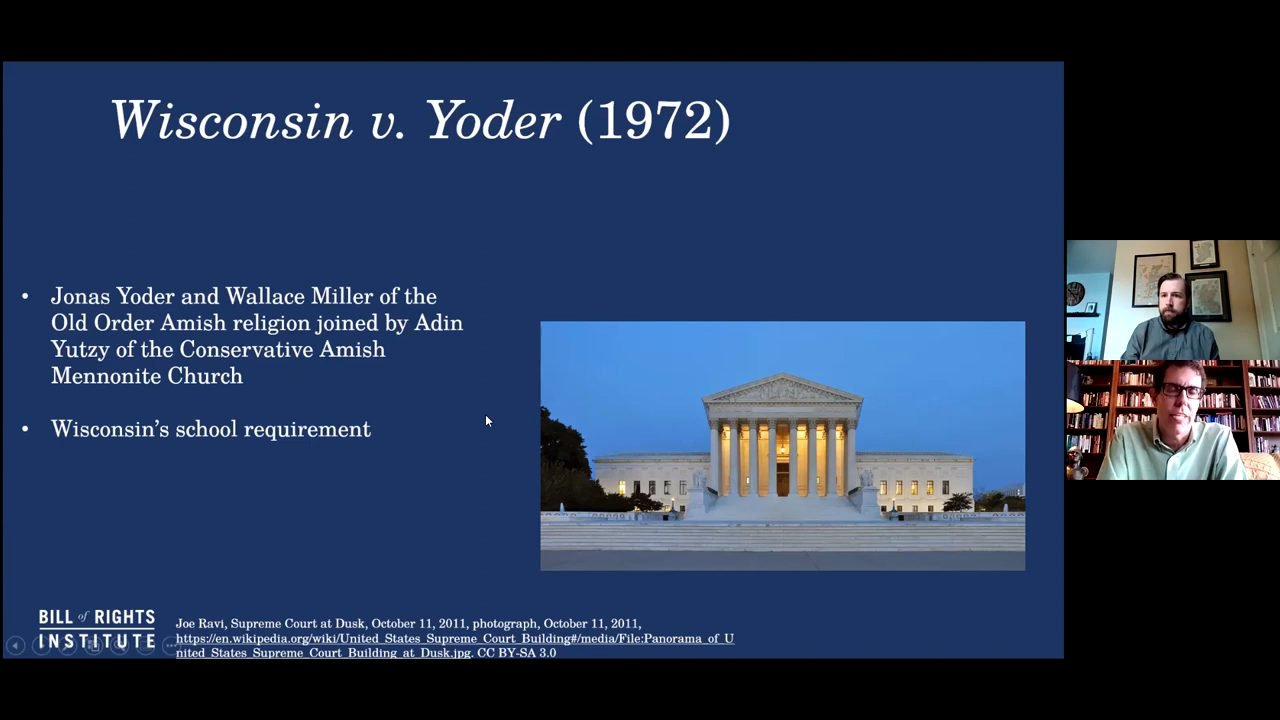 Wisconsin v. Yoder (1972)
• Jonas Yoder and Wallace Miller of the
Old Order Amish religion joined by Adin
Yutzy of the Conservative Amish
Mennonite Church
• Wisconsin’s school requirement
BILL of RIGHTS
INSTITUTE
Joe Ravi, Supreme Court at Dusk, October 11, 2011, photograph, October 11, 2011,
https://en.wikipedia.org/wiki/United_States_Supreme_Court_Building#/media/File:Panorama_of_U
nited_States_Supreme_Court_Building_at_Dusk.jpg. CC BY-SA 3.0